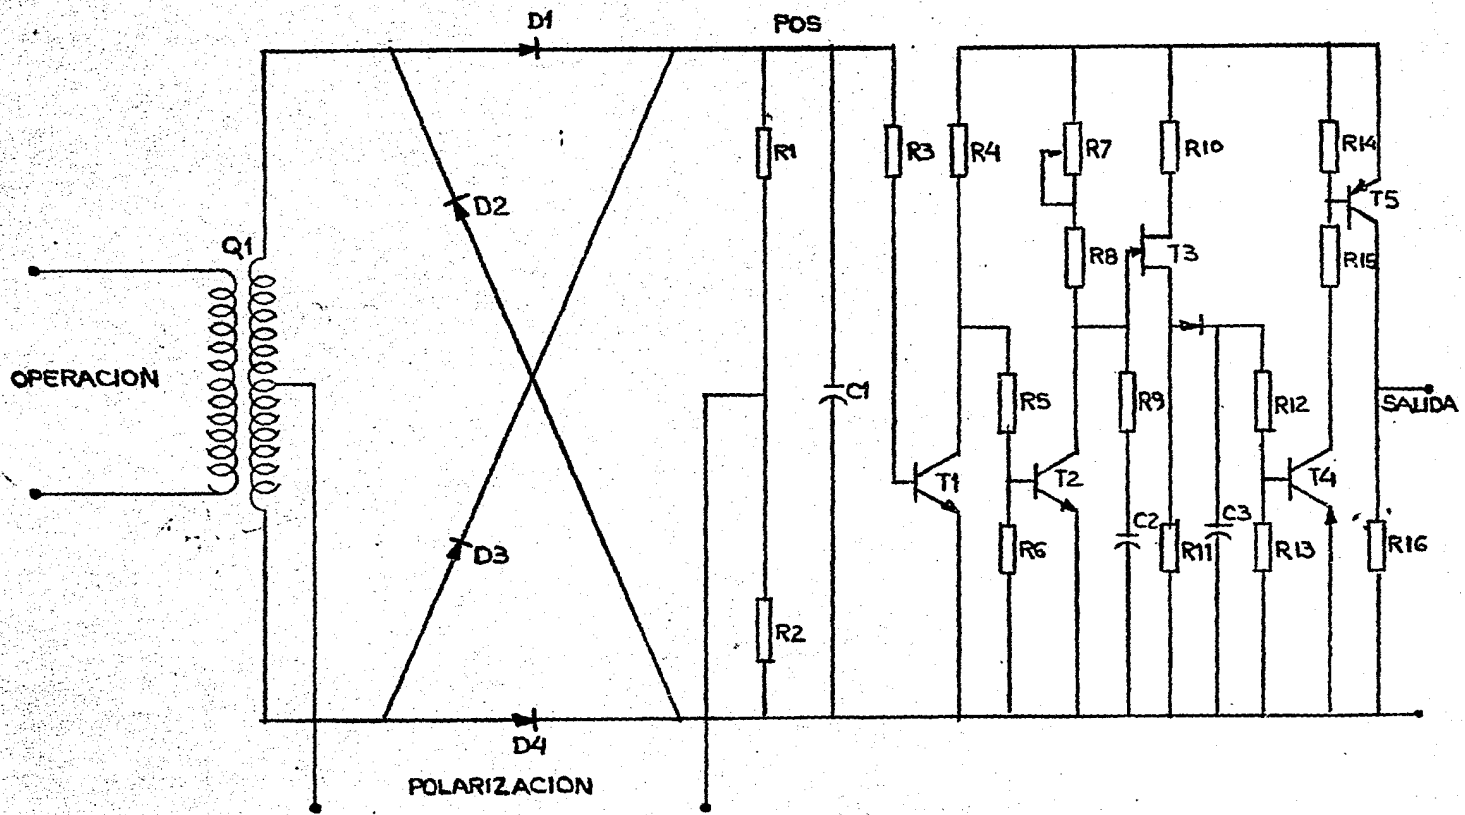 D1
POS
R1
R3
R4
R7
R10
R14
T5
D2
Q1
R8
T3
R15
OPERACION
C1
R5
R9
R12
SALIDA
T1
T2
T4
D3
R6
C2
R11
C3
R13
R16
R2
D4
POLARIZACION